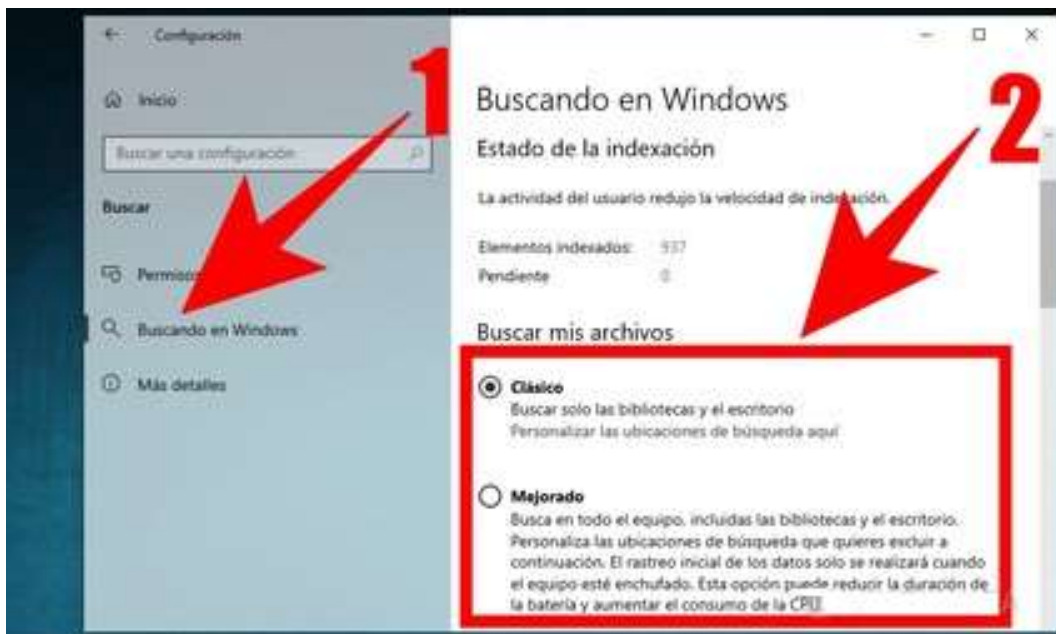 Configuración
1
Inicio
Buscar una configuración
Buscar
Permisos
Buscando en Windows
Más detalles
Buscando en Windows
2
Estado de la indexación
La actividad del usuario redujo la velocidad de indexación.
Elementos indexados: 937
Pendiente 0
Buscar mis archivos
Clásico
Buscar solo las bibliotecas y el escritorio
Personalizar las ubicaciones de búsqueda aquí
Mejorado
Busca en todo el equipo, incluidas las bibliotecas y el escritorio.
Personaliza las ubicaciones de búsqueda que quieres excluir a
continuación. El rastreo inicial de los datos solo se realizará cuando
el equipo esté enchufado. Esta opción puede reducir la duración de
la batería y aumentar el consumo de la CPU.